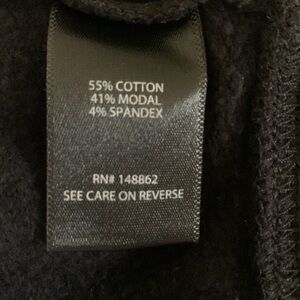 55% COTTON
41% MODAL
4% SPANDEX
RN# 148862
SEE CARE ON REVERSE